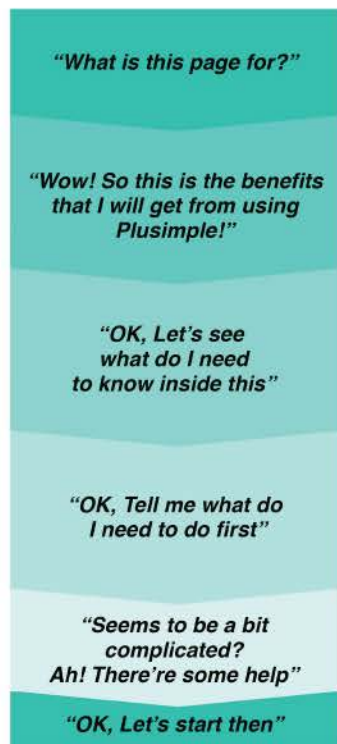 “What is this page for?”
“Wow! So this is the benefits
that I will get from using
Plusimple!”
“OK, Let’s see
what do I need
to know inside this”
“OK, Tell me what do
I need to do first”
“Seems to be a bit
complicated?
Ah! There’re some help”
“OK, Let’s start then”